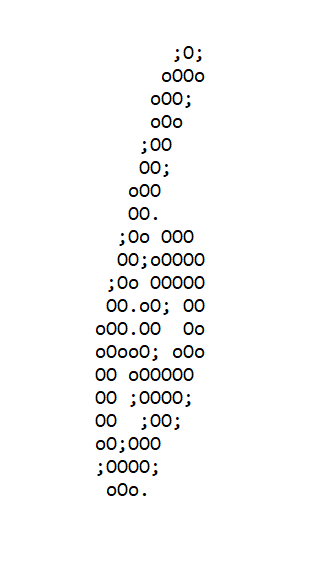 ;O;
      oOOo
     oOO;
     oOo
    ;OO
    OO;
   oOO
   OO.
  ;Oo OOO
  OO;oOOOO
 ;Oo OOOOO
 OO.oO; OO
oOO.OO  Oo
oOooO; oOo
OO oOOOOO
OO ;OOOO;
OO  ;OO;
oO;OOO
;OOOO;
 oOo.